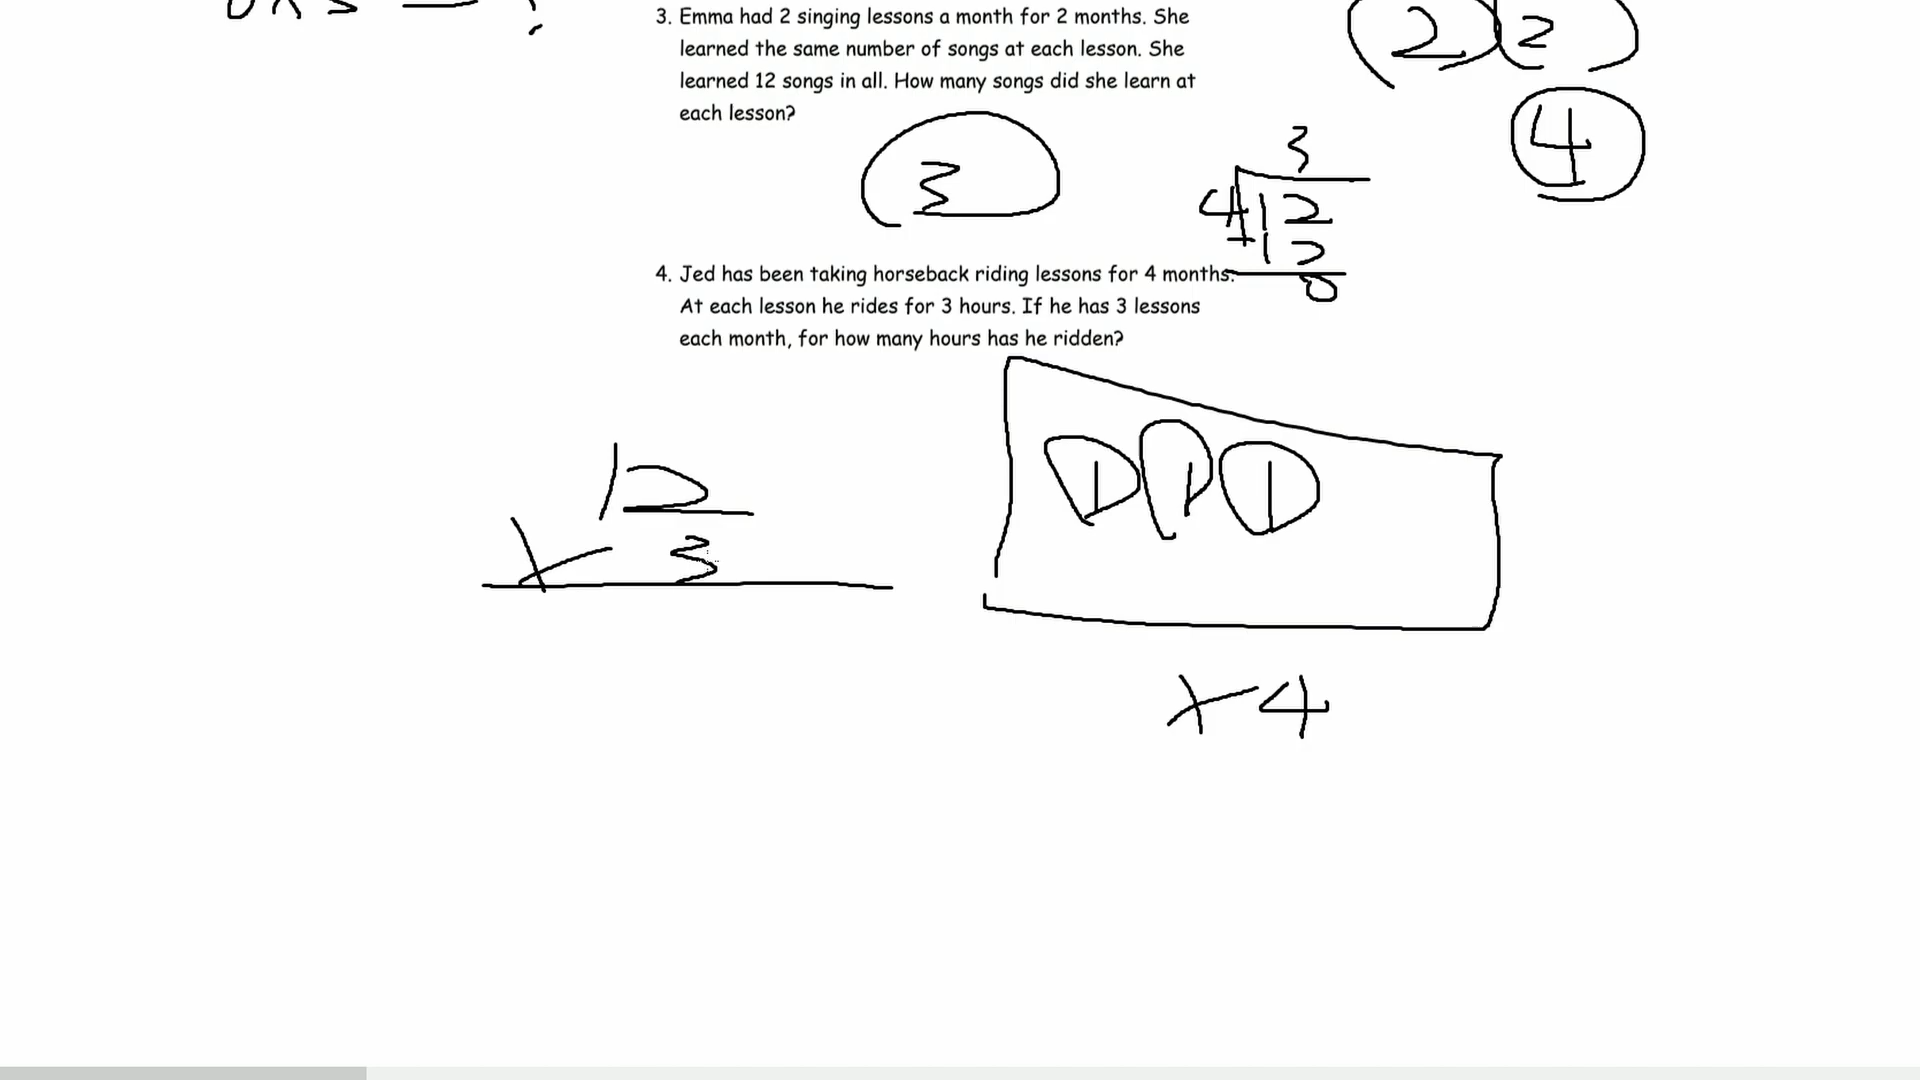 3. Emma had 2 singing lessons a month for 2 months. She
learned the same number of songs at each lesson. She
learned 12 songs in all. How many songs did she learn at
each lesson?
2 2
4
3
3
4 12
12
0
4. Jed has been taking horseback riding lessons for 4 months.
At each lesson he rides for 3 hours. If he has 3 lessons
each month, for how many hours has he ridden?
1 1 1
12
x 3
x 4